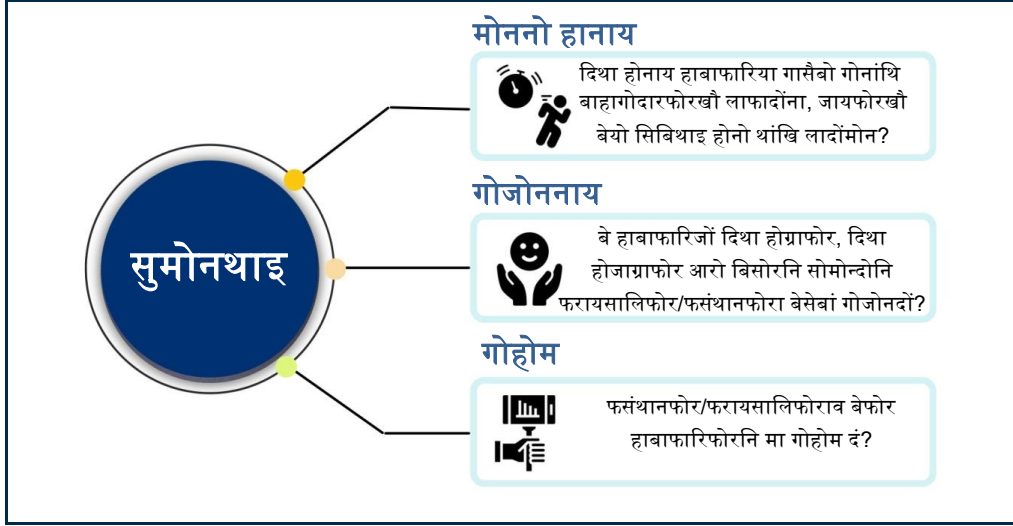 सुमोनथाइ
मोननो हानाय
दिथा होनाय हाबाफारिया गासैबो गोनांथि
बाहागोदारफोरखौ लाफादोंना, जायफोरखौ
बेयो सिबिथाइ होनो थांखि लादोंमोन?
गोजोननाय
बे हाबाफारिजों दिथा होग्राफोर, दिथा
होजाग्राफोर आरो बिसोरनि सोमोन्दोनि
फरायसालिफोर/फसंथानफोरा बेसेबां गोजोनदों?
गोहोम
फसंथानफोर/फरायसालिफोराव बेफोर
हाबाफारिफोरनि मा गोहोम दं?